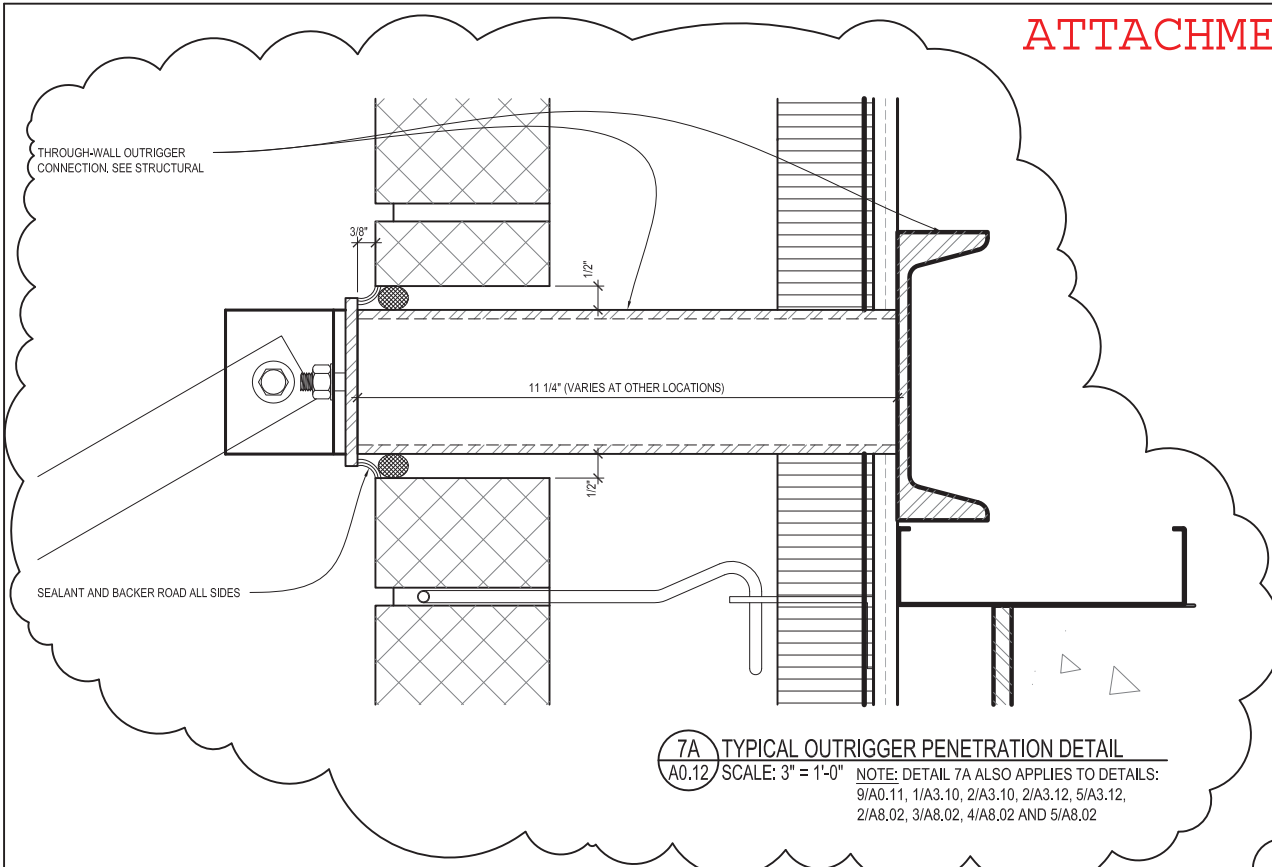 ATTACHME
THROUGH-WALL OUTRIGGER
CONNECTION, SEE STRUCTURAL
3/8"
1/2"
11 1/4" (VARIES AT OTHER LOCATIONS)
1/2"
SEALANT AND BACKER ROAD ALL SIDES
7A TYPICAL OUTRIGGER PENETRATION DETAIL
A0.12 SCALE: 3" = 1'-0" NOTE: DETAIL 7A ALSO APPLIES TO DETAILS:
9/A0.11, 1/A3.10, 2/A3.10, 2/A3.12, 5/A3.12,
2/A8.02, 3/A8.02, 4/A8.02 AND 5/A8.02